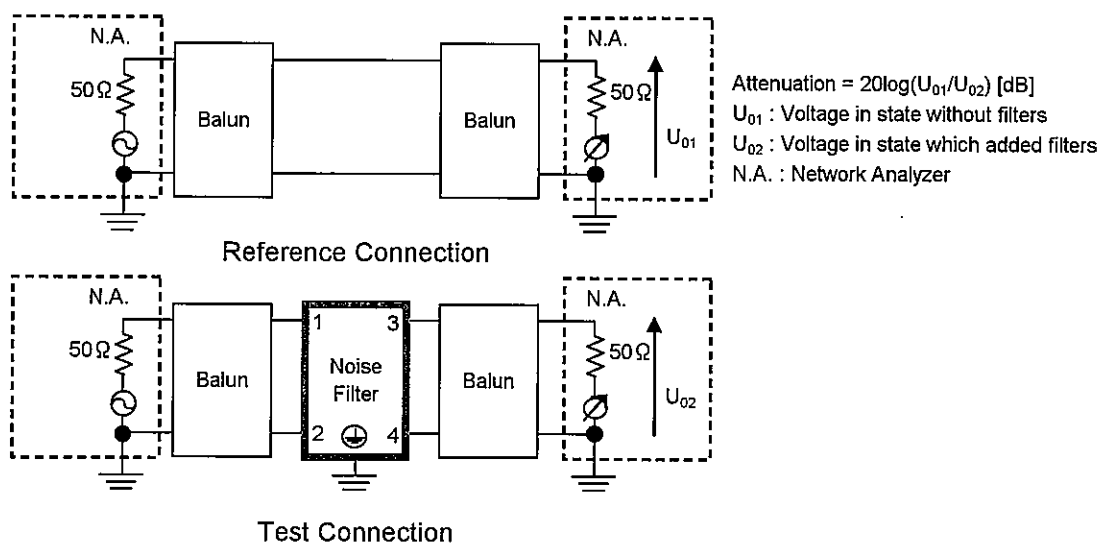 N.A.
50Ω
Balun
Balun
N.A.
50Ω
U01
Attenuation = 20log(U01/U02) [dB]
U01 : Voltage in state without filters
U02 : Voltage in state which added filters
N.A. : Network Analyzer
Reference Connection
N.A.
50Ω
Balun
1 3
Noise
Filter
2 4
Balun
N.A.
50Ω
U02
Test Connection